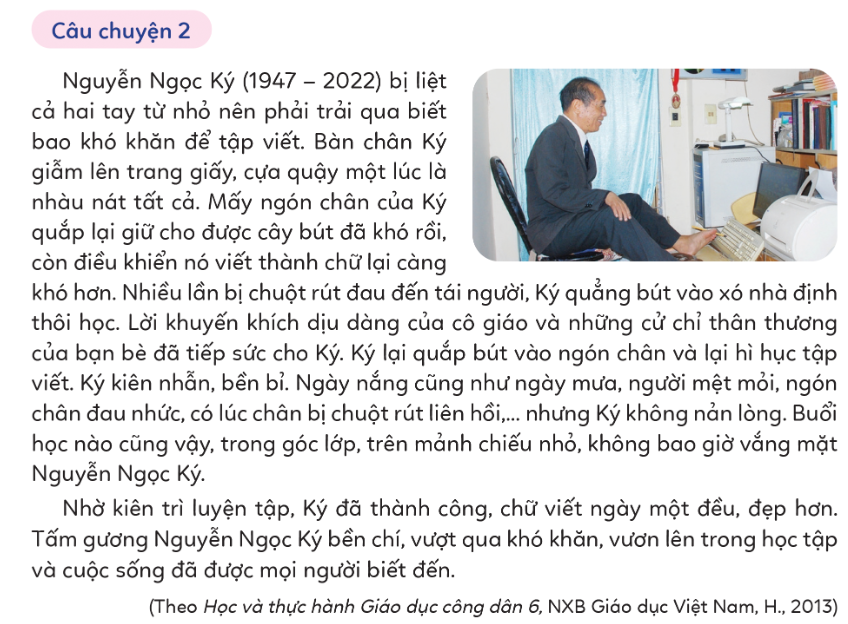 Câu chuyện 2
Nguyễn Ngọc Ký (1947 – 2022) bị liệt
cả hai tay từ nhỏ nên phải trải qua biết
bao khó khăn để tập viết. Bàn chân Ký
giẫm lên trang giấy, cựa quậy một lúc là
nhàu nát tất cả. Mấy ngón chân của Ký
quắp lại giữ cho được cây bút đã khó rồi,
còn điều khiển nó viết thành chữ lại càng
khó hơn. Nhiều lần bị chuột rút đau đến tái người, Ký quẳng bút vào xó nhà định
thôi học. Lời khuyến khích dịu dàng của cô giáo và những cử chỉ thân thương
của bạn bè đã tiếp sức cho Ký. Ký lại quắp bút vào ngón chân và lại hì hục tập
viết. Ký kiên nhẫn, bền bỉ. Ngày nắng cũng như ngày mưa, người mệt mỏi, ngón
chân đau nhức, có lúc chân bị chuột rút liên hồi,... nhưng Ký không nản lòng. Buổi
học nào cũng vậy, trong góc lớp, trên mảnh chiếu nhỏ, không bao giờ vắng mặt
Nguyễn Ngọc Ký.
Nhờ kiên trì luyện tập, Ký đã thành công, chữ viết ngày một đều, đẹp hơn.
Tấm gương Nguyễn Ngọc Ký bền chí, vượt qua khó khăn, vươn lên trong học tập
và cuộc sống đã được mọi người biết đến.
(Theo Học và thực hành Giáo dục công dân 6, NXB Giáo dục Việt Nam, H., 2013)